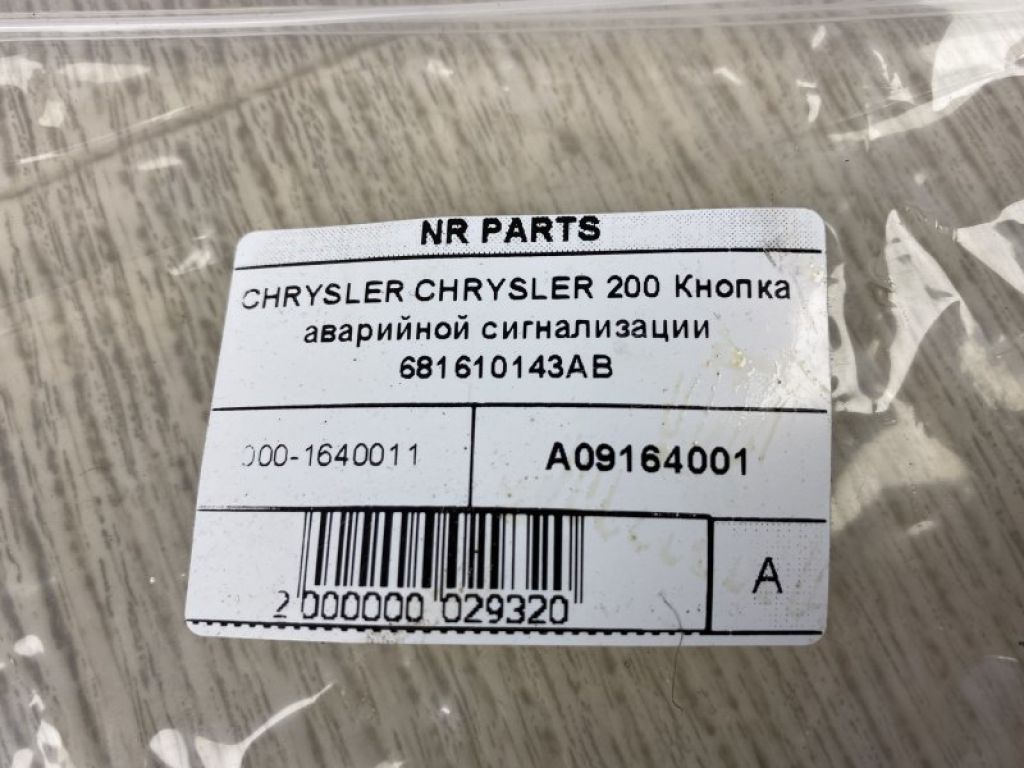 NR PARTS
CHRYSLER CHRYSLER 200 Кнопка
аварийной сигнализации
681610143AB
000-1640011
A09164001
2 000000 029320
A